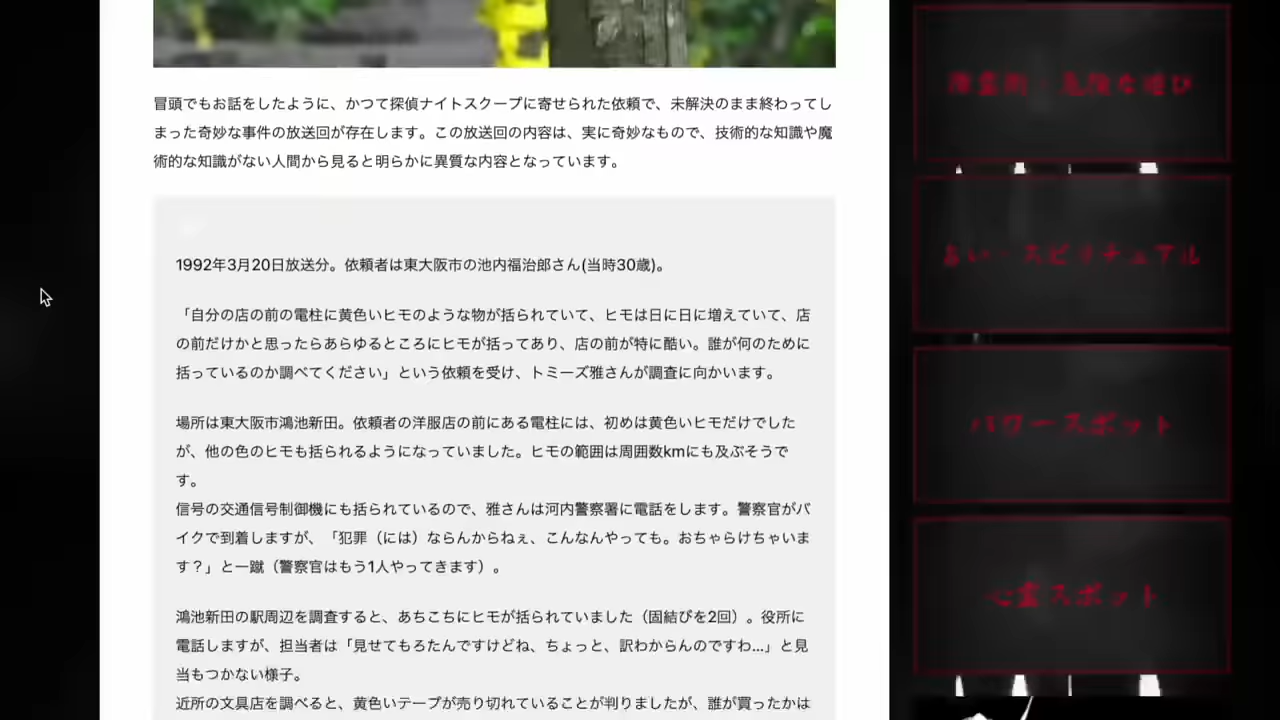 冒頭でもお話をしたように、かつて探偵ナイトスクープに寄せられた依頼で、未解決のまま終わってし
まった奇妙な事件の放送回が存在します。この放送回の内容は、実に奇妙なもので、技術的な知識や魔
術的な知識がない人間から見ると明らかに異質な内容となっています。
1992年3月20日放送分。依頼者は東大阪市の池内福治郎さん(当時30歳)。
「自分の店の前の電柱に黄色いヒモのような物が括られていて、ヒモは日に日に増えていて、店
の前だけかと思ったらあらゆるところにヒモが括ってあり、店の前が特に酷い。誰が何のために
括っているのか調べてください」という依頼を受け、トミーズ雅さんが調査に向かいます。
場所は東大阪市鴻池新田。依頼者の洋服店の前にある電柱には、初めは黄色いヒモだけでした
が、他の色のヒモも括られるようになっていました。ヒモの範囲は周囲数kmにも及ぶそうで
す。
信号の交通信号制御機にも括られているので、雅さんは河内警察署に電話をします。警察官がバ
イクで到着しますが、「犯罪（には）ならんからねぇ、こんなんやっても。おちゃらけちゃいま
す？」と一蹴（警察官はもう1人やってきます）。
鴻池新田の駅周辺を調査すると、あちこちにヒモが括られていました（固結びを2回）。役所に
電話しますが、担当者は「見せてもろたんですけどね、ちょっと、訳わからんのですわ...」と見
当もつかない様子。
近所の文具店を調べると、黄色いテープが売り切れていることが判りましたが、誰が買ったかは
降霊術・危険な遊び
占い・スピリチュアル
パワースポット
心霊スポット